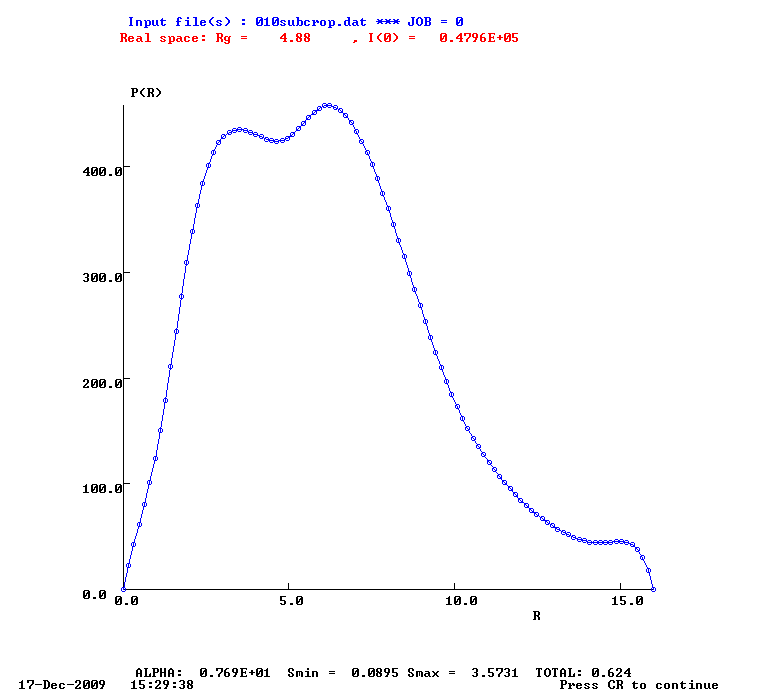 Input file(s) : 010subcrop.dat *** JOB = 0
Real space: Rg = 4.88 , I(0) = 0.4796E+05
P(R)
400.0
300.0
200.0
100.0
0.0
0.0 5.0 10.0 15.0
R
ALPHA: 0.769E+01 Smin = 0.0895 Smax = 3.5731 TOTAL: 0.624
17-Dec-2009 15:29:38 Press CR to continue